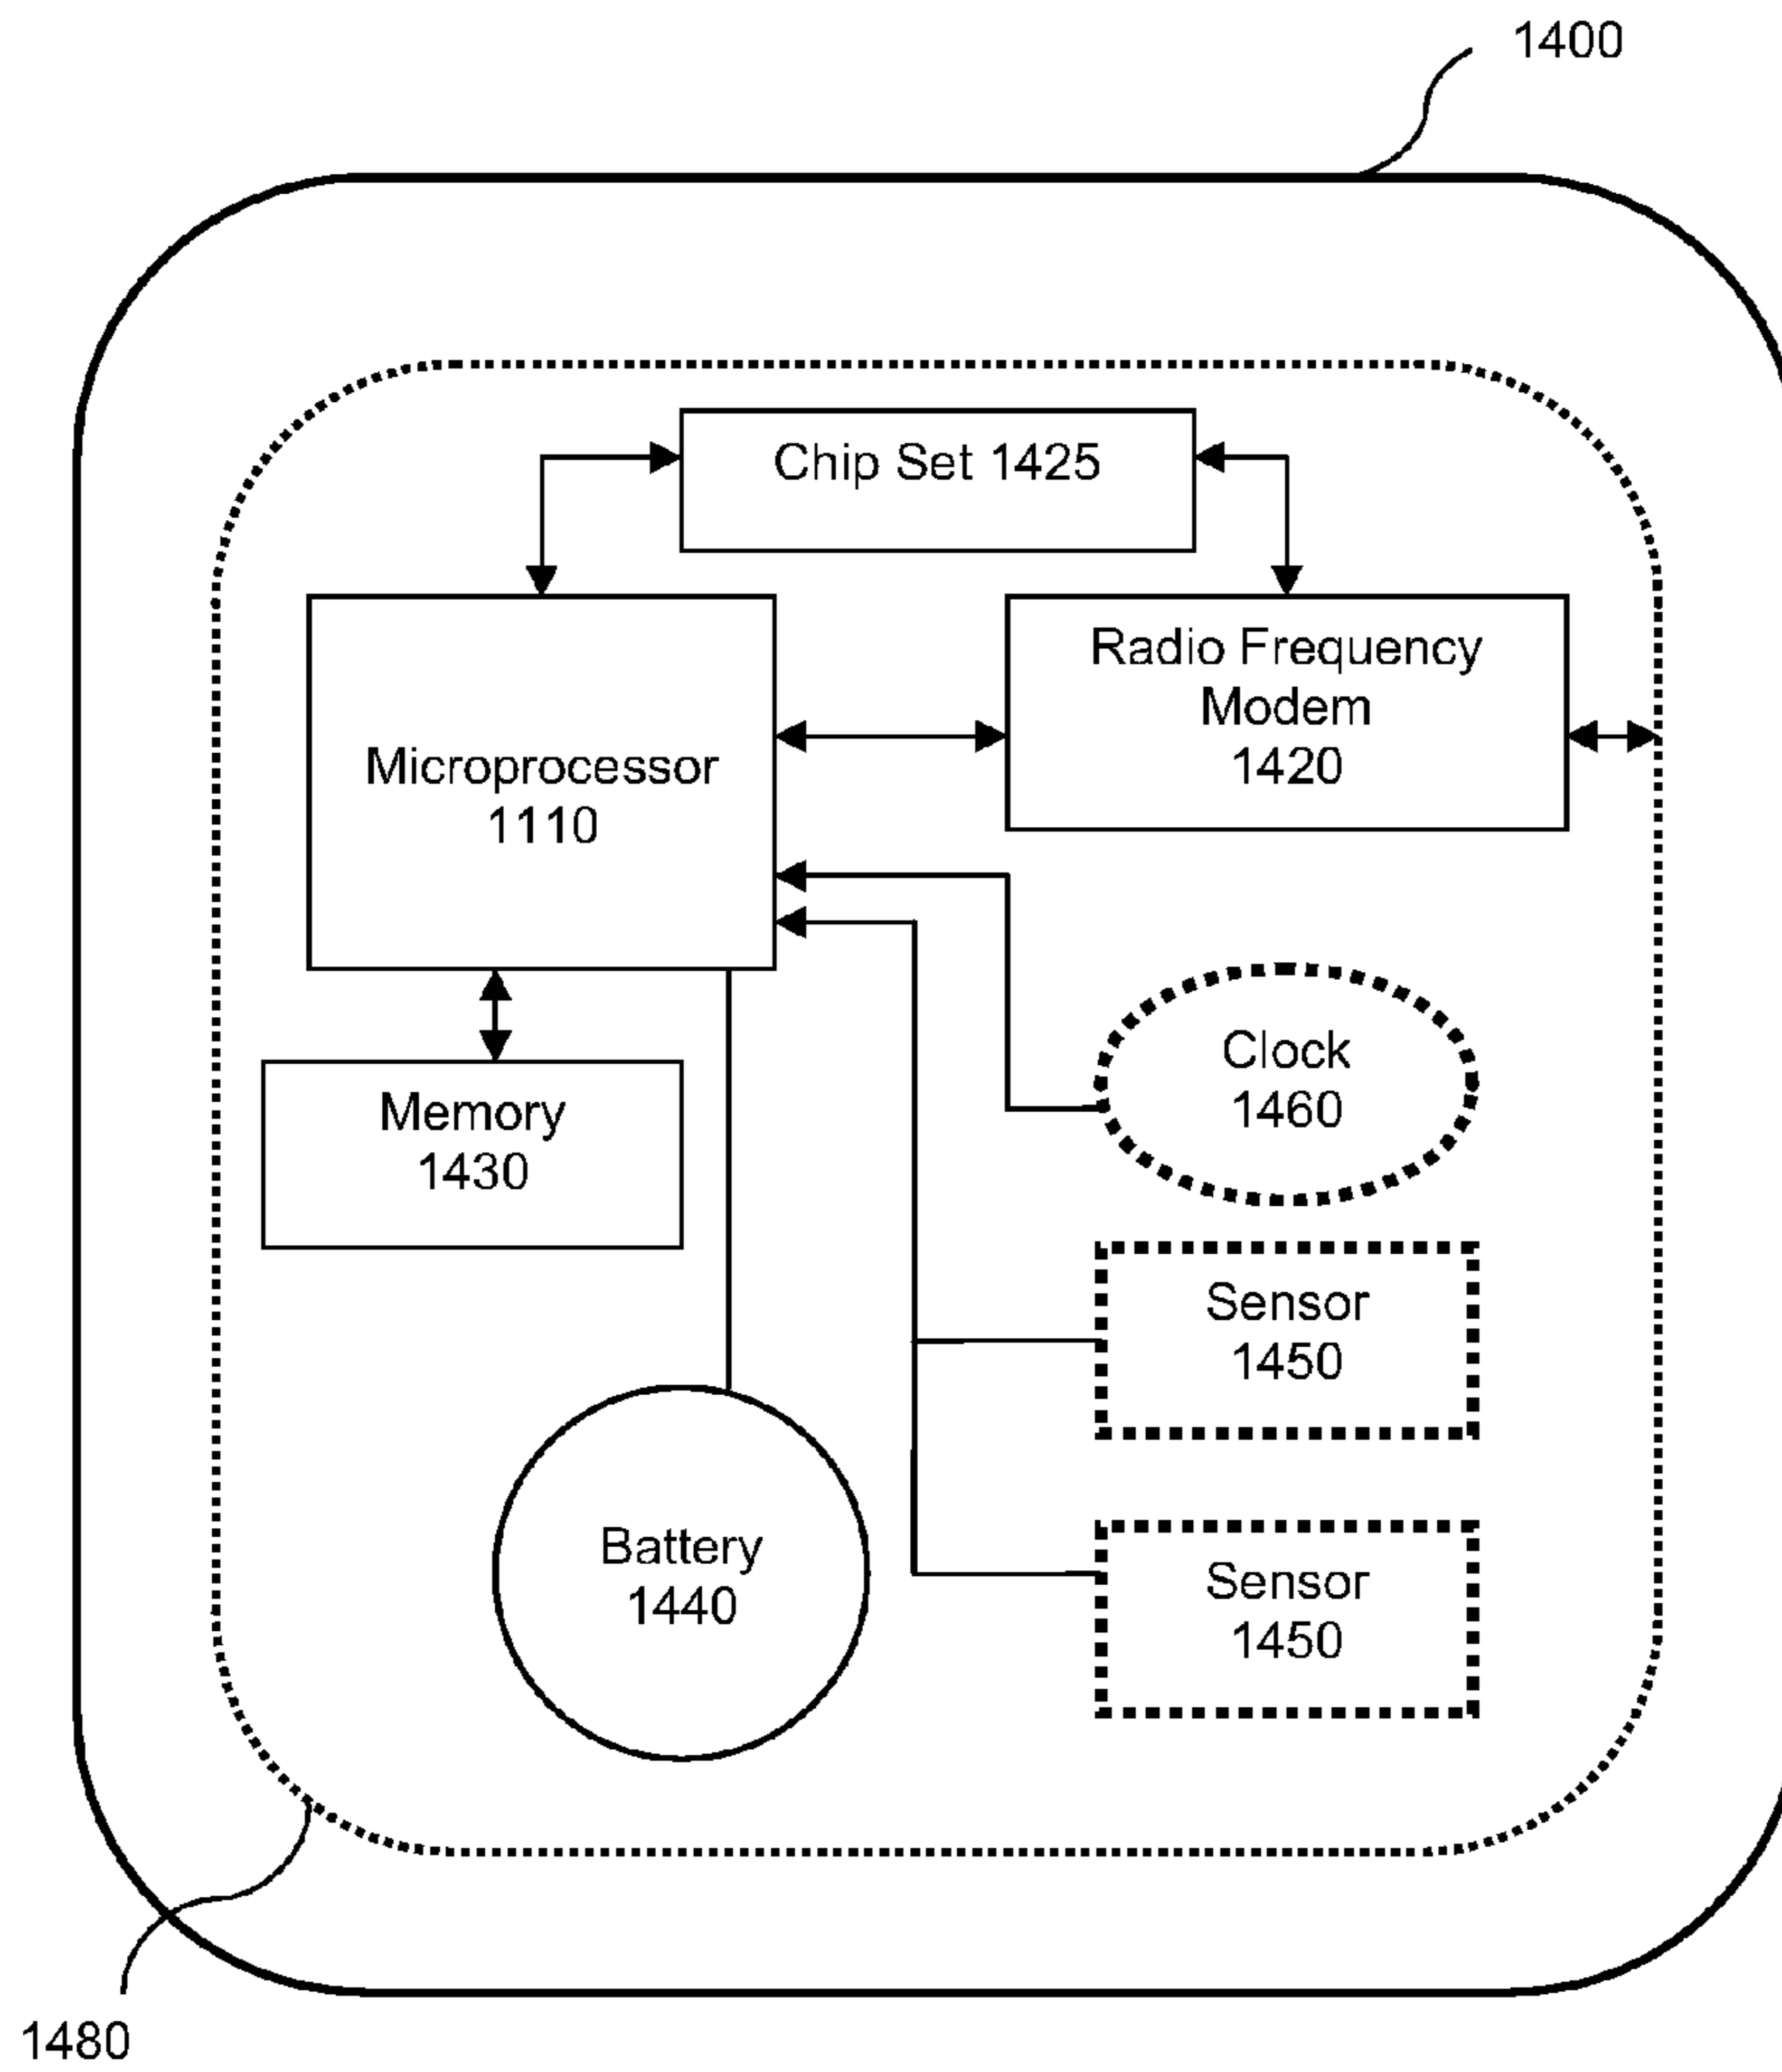 1400
Chip Set 1425
Radio Frequency
Modem
1420
Microprocessor
1110
Clock
1460
Memory
1430
Sensor
1450
Battery
1440
Sensor
1450
1480